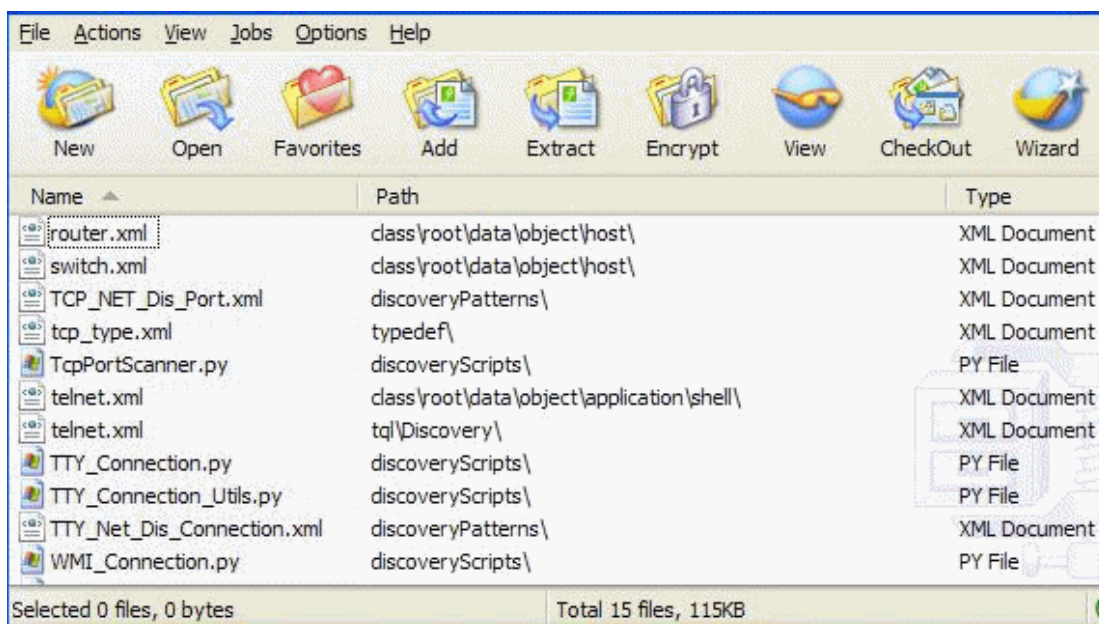 File Actions View Jobs Options Help
New Open Favorites Add Extract Encrypt View CheckOut Wizard
Name Path Type
router.xml class\root\data\object\host\ XML Document
switch.xml class\root\data\object\host\ XML Document
TCP_NET_Dis_Port.xml discoveryPatterns\ XML Document
tcp_type.xml typedef\ XML Document
TcpPortScanner.py discoveryScripts\ PY File
telnet.xml class\root\data\object\application\shell\ XML Document
telnet.xml tql\Discovery\ XML Document
TTY_Connection.py discoveryScripts\ PY File
TTY_Connection_Utils.py discoveryScripts\ PY File
TTY_Net_Dis_Connection.xml discoveryPatterns\ XML Document
WMI_Connection.py discoveryScripts\ PY File
Selected 0 files, 0 bytes Total 15 files, 115KB